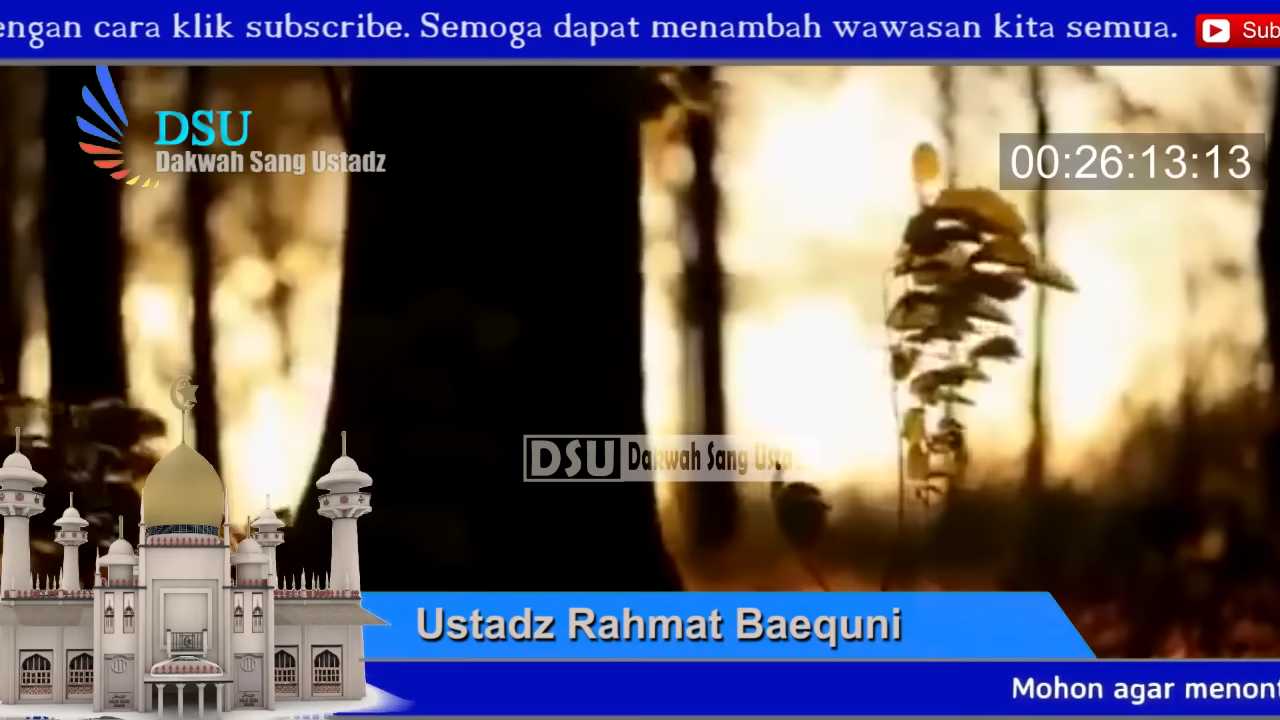 engan cara klik subscribe. Semoga dapat menambah wawasan kita semua.
Sub
DSU
Dakwah Sang Ustadz
00:26:13:13
DSU Dakwah Sang Usta
Ustadz Rahmat Baequni
Mohon agar menont